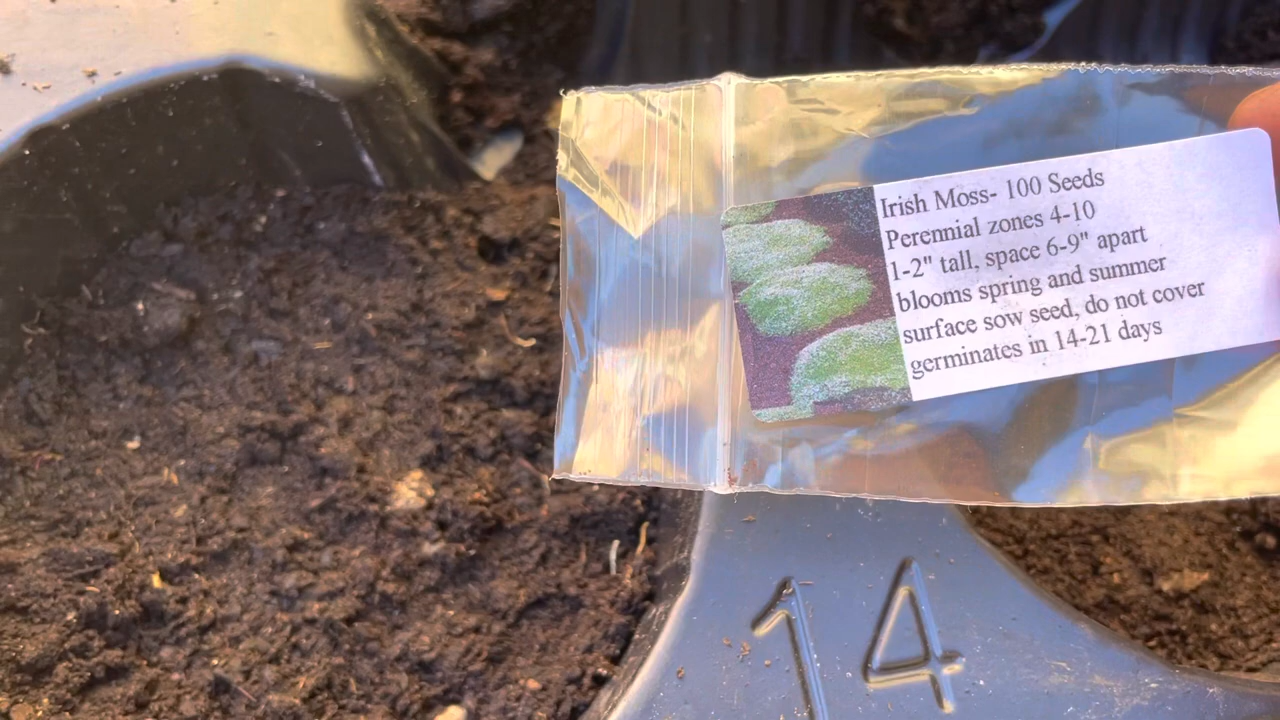 Irish Moss- 100 Seeds
Perennial zones 4-10
1-2" tall, space 6-9" apart
blooms spring and summer
surface sow seed, do not cover
germinates in 14-21 days
14